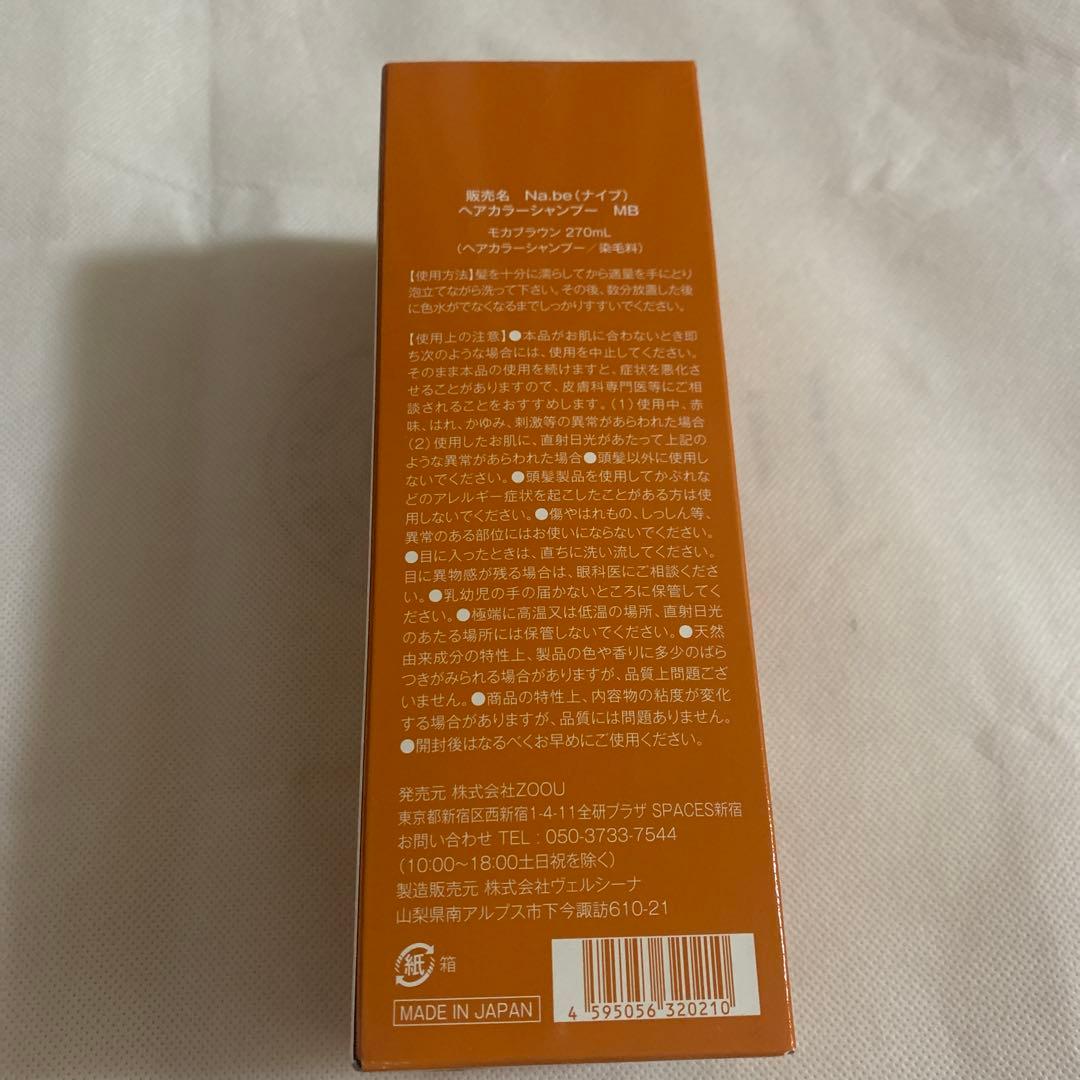 販売名 Na.be(ナイブ)
ヘアカラーシャンプー MB
モカブラウン 270mL
(ヘアカラーシャンプー/染毛料)
【使用方法】髪を十分に濡らしてから適量を手にとり
泡立てながら洗って下さい。その後、数分放置した後
に色水がでなくなるまでしっかりすすいでください。
【使用上の注意】●本品がお肌に合わないとき即
ち次のような場合には、使用を中止してください。
そのまま本品の使用を続けますと、症状を悪化さ
せることがありますので、皮膚科専門医等にご相
談されることをおすすめします。(1)使用中、赤
味、はれ、かゆみ、刺激等の異常があらわれた場合
(2)使用したお肌に、直射日光があたって上記の
ような異常があらわれた場合●頭髪以外に使用し
ないでください。●頭髪製品を使用してかぶれな
どのアレルギー症状を起こしたことがある方は使
用しないでください。●傷やはれもの、しっしん等、
異常のある部位にはお使いにならないでください。
●目に入ったときは、直ちに洗い流してください。
目に異物感が残る場合は、眼科医にご相談くださ
い。●乳幼児の手の届かないところに保管してく
ださい。●極端に高温又は低温の場所、直射日光
のあたる場所には保管しないでください。●天然
由来成分の特性上、製品の色や香りに多少のばら
つきがみられる場合がありますが、品質上問題ござ
いません。●商品の特性上、内容物の粘度が変化
する場合がありますが、品質には問題ありません。
●開封後はなるべくお早めにご使用ください。
発売元 株式会社ZOOU
東京都新宿区西新宿1-4-11全研プラザ SPACES新宿
お問い合わせ TEL : 050-3733-7544
(10:00〜18:00土日祝を除く)
製造販売元 株式会社ヴェルシーナ
山梨県南アルプス市下今諏訪610-21
紙 箱
MADE IN JAPAN
4 595056 320210